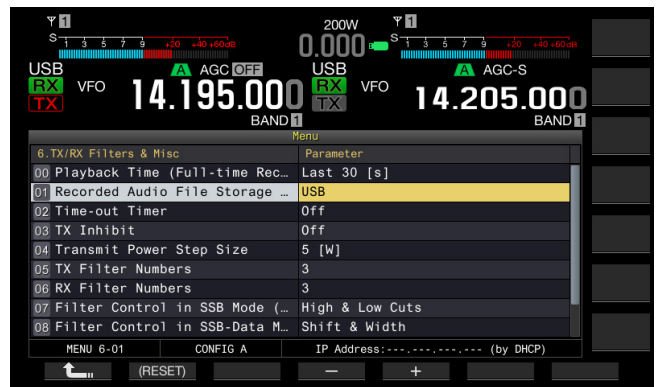 1 200W 1
S 1 3 5 7 9 +20 +40 +60dB 0.000 S 1 3 5 7 9 +20 +40 +60dB
USB A AGC OFF USB A AGC-S
RX VFO 14.195.000 RX VFO 14.205.000
TX TX
BAND 1 BAND 1
Menu
6.TX/RX Filters & Misc Parameter
00 Playback Time (Full-time Rec... Last 30 [s]
01 Recorded Audio File Storage ... USB
02 Time-out Timer Off
03 TX Inhibit Off
04 Transmit Power Step Size 5 [W]
05 TX Filter Numbers 3
06 RX Filter Numbers 3
07 Filter Control in SSB Mode (... High & Low Cuts
08 Filter Control in SSB-Data M... Shift & Width
MENU 6-01 CONFIG A IP Address:---.---.---.--- (by DHCP)
(RESET) − +